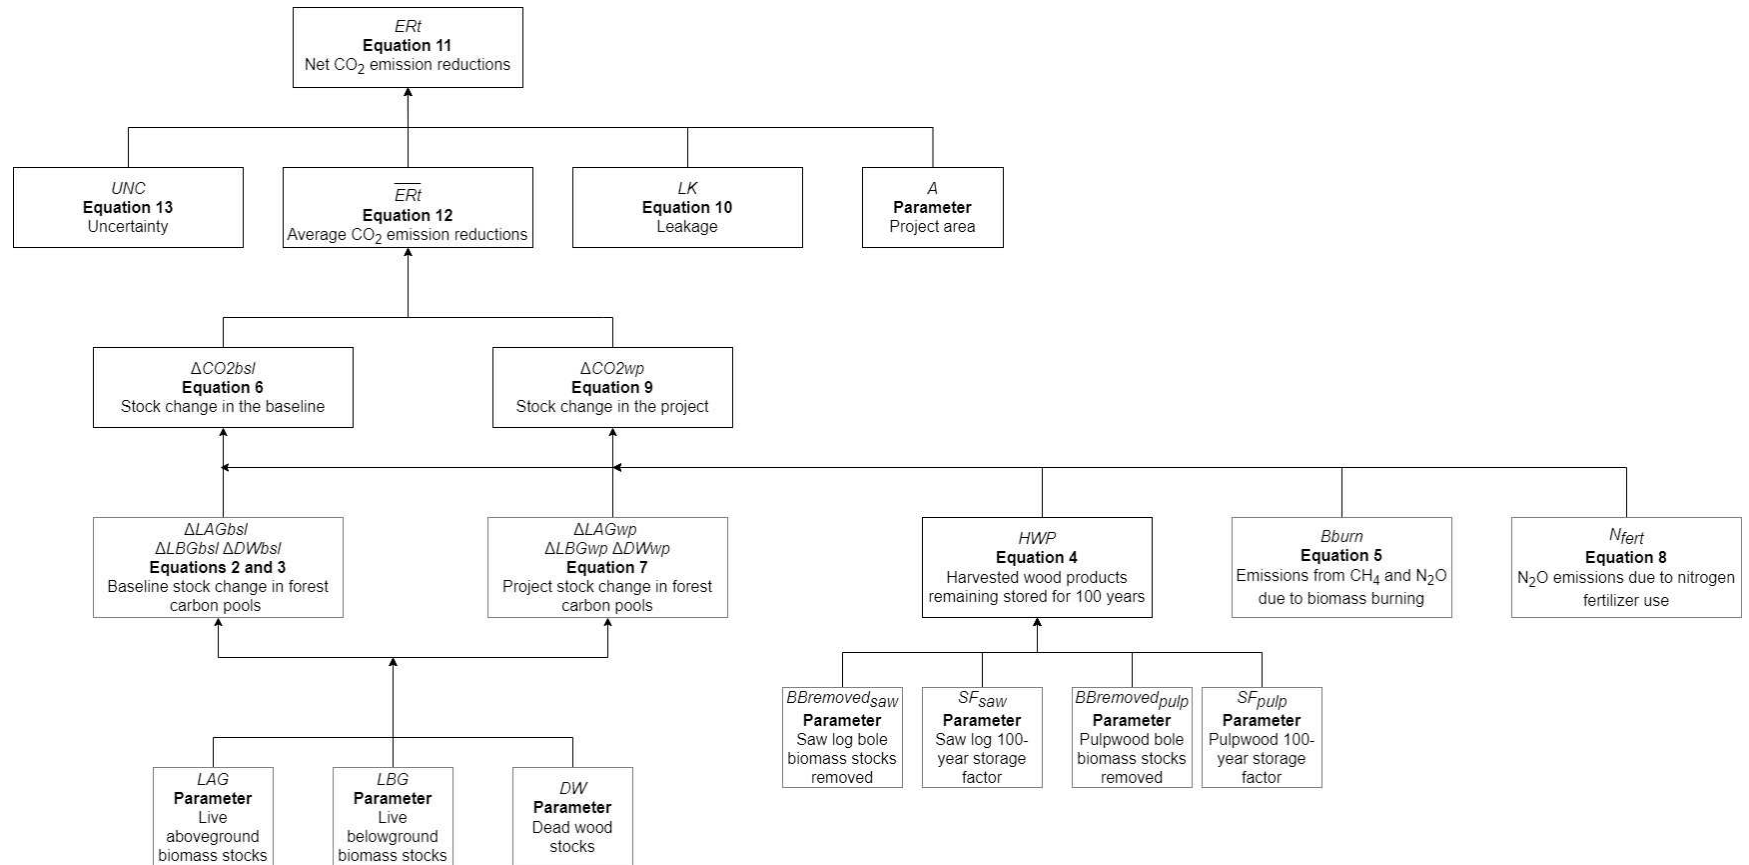 ERt
Equation 11
Net CO2 emission reductions
UNC
Equation 13
Uncertainty
ERt
Equation 12
Average CO2 emission reductions
LK
Equation 10
Leakage
A
Parameter
Project area
ΔCO2bsl
Equation 6
Stock change in the baseline
ΔCO2wp
Equation 9
Stock change in the project
ΔLAGbsl
ΔLBGbsl ΔDWbsl
Equations 2 and 3
Baseline stock change in forest
carbon pools
ΔLAGwp
ΔLBGwp ΔDWwp
Equation 7
Project stock change in forest
carbon pools
HWP
Equation 4
Harvested wood products
remaining stored for 100 years
Bburn
Equation 5
Emissions from CH4 and N2O
due to biomass burning
Nfert
Equation 8
N2O emissions due to nitrogen
fertilizer use
BBremovedsaw
Parameter
Saw log bole
biomass stocks
removed
SFsaw
Parameter
Saw log 100-
year storage
factor
BBremovedpulp
Parameter
Pulpwood bole
biomass stocks
removed
SFpulp
Parameter
Pulpwood 100-
year storage
factor
LAG
Parameter
Live
aboveground
biomass stocks
LBG
Parameter
Live
belowground
biomass stocks
DW
Parameter
Dead wood
stocks